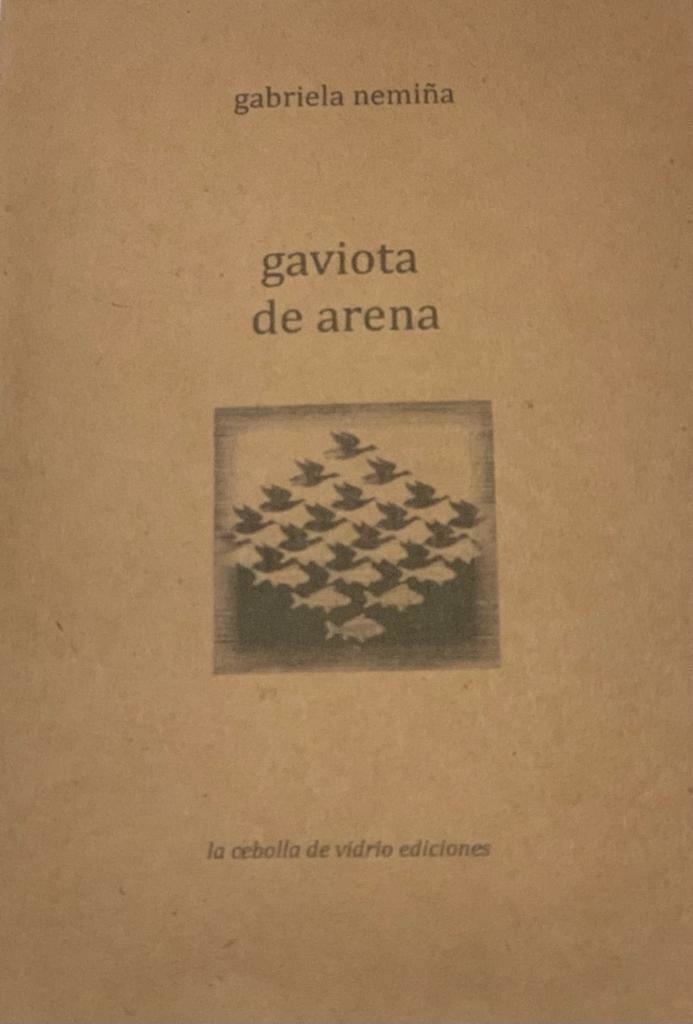 gabriela nemiña
gaviota
de arena
la cebolla de vidrio ediciones